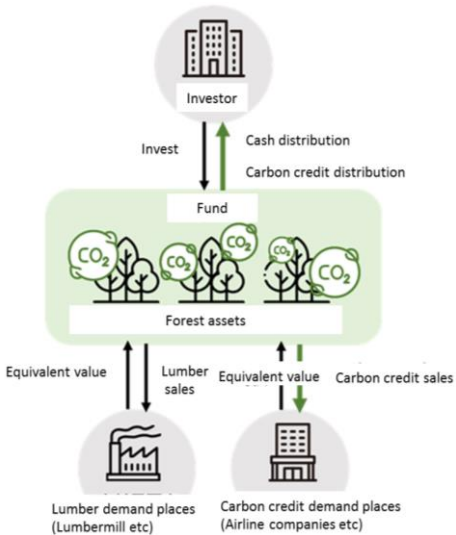 Investor
Invest
Cash distribution
Carbon credit distribution
Fund
CO₂
CO₂
CO₂
CO₂
CO₂
Forest assets
Equivalent value
Lumber
sales
Equivalent value
Carbon credit sales
Lumber demand places
(Lumbermill etc)
Carbon credit demand places
(Airline companies etc)